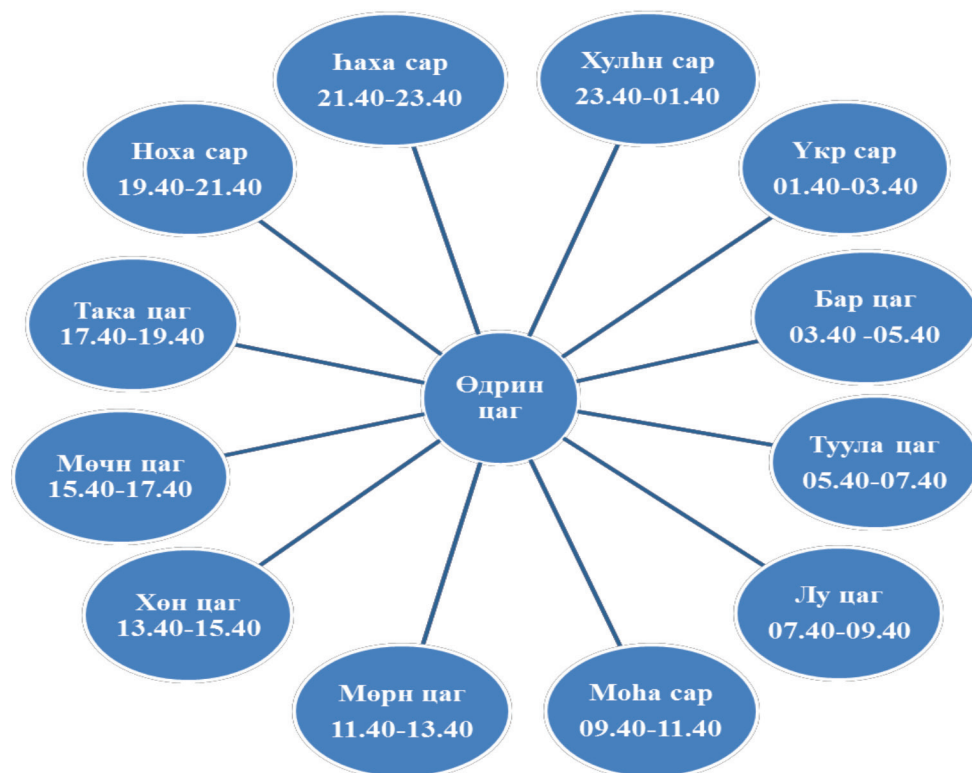 Һаха сар
21.40-23.40
Хулһн сар
23.40-01.40
Ноха сар
19.40-21.40
Үкр сар
01.40-03.40
Така цаг
17.40-19.40
Бар цаг
03.40 -05.40
Өдрин
цаг
Мөчн цаг
15.40-17.40
Туула цаг
05.40-07.40
Хөн цаг
13.40-15.40
Лу цаг
07.40-09.40
Мөрн цаг
11.40-13.40
Моһа сар
09.40-11.40